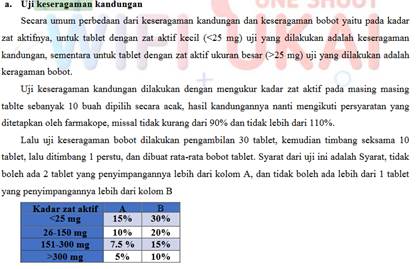 a. Uji keseragaman kandungan
Secara umum perbedaan dari keseragaman kandungan dan keseragaman bobot yaitu pada kadar
zat aktifnya, untuk tablet dengan zat aktif kecil (<25 mg) uji yang dilakukan adalah keseragaman
kandungan, sementara untuk tablet dengan zat aktif ukuran besar (>25 mg) uji yang dilakukan adalah
keragaman bobot.
Uji keseragaman kandungan dilakukan dengan mengukur kadar zat aktif pada masing masing
tablte sebanyak 10 buah dipilih secara acak, hasil kandungannya nanti mengikuti persyaratan yang
ditetapkan oleh farmakope, missal tidak kurang dari 90% dan tidak lebih dari 110%.
Lalu uji keseragaman bobot dilakukan pengambilan 30 tablet, kemudian timbang seksama 10
tablet, lalu ditimbang 1 perstu, dan dibuat rata-rata bobot tablet. Syarat dari uji ini adalah Syarat, tidak
boleh ada 2 tablet yang penyimpangannya lebih dari kolom A, dan tidak boleh ada lebih dari 1 tablet
yang penyimpangannya lebih dari kolom B
Kadar zat aktif A B
<25 mg 15% 30%
26-150 mg 10% 20%
151-300 mg 7.5 % 15%
>300 mg 5% 10%